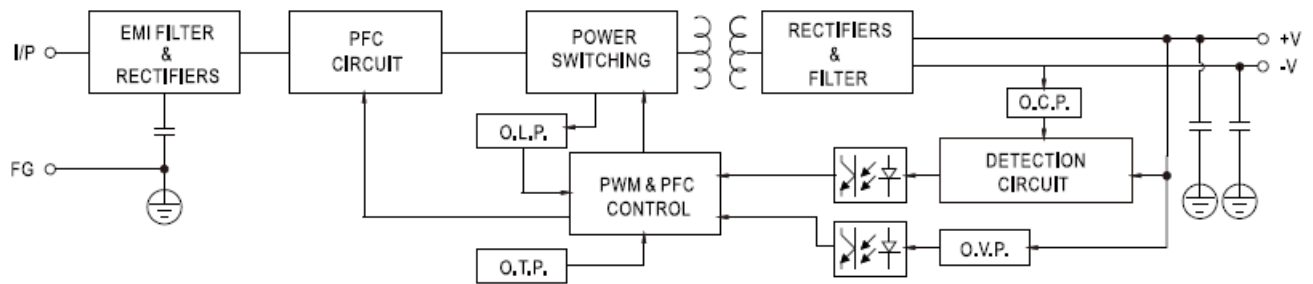 I/P
EMI FILTER
&
RECTIFIERS
PFC
CIRCUIT
POWER
SWITCHING
RECTIFIERS
&
FILTER
+V
-V
O.C.P.
O.L.P.
DETECTION
CIRCUIT
FG
PWM & PFC
CONTROL
O.T.P.
O.V.P.